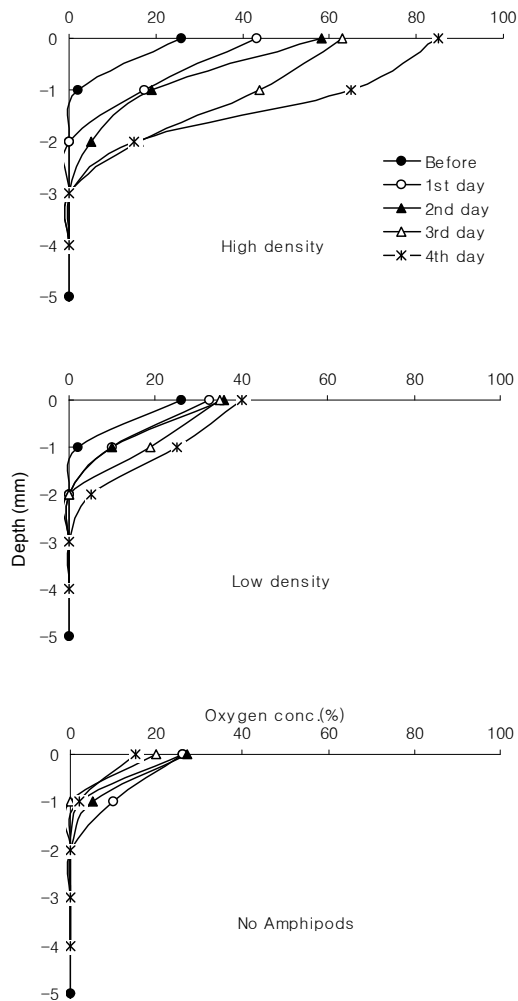 0 20 40 60 80 100
0
−1
−2
−3
−4
−5
Before
1st day
2nd day
3rd day
4th day
High density
0 20 40 60 80 100
0
−1
−2
−3
−4
−5
Depth (mm)
Low density
Oxygen conc.(%)
0 20 40 60 80 100
0
−1
−2
−3
−4
−5
No Amphipods